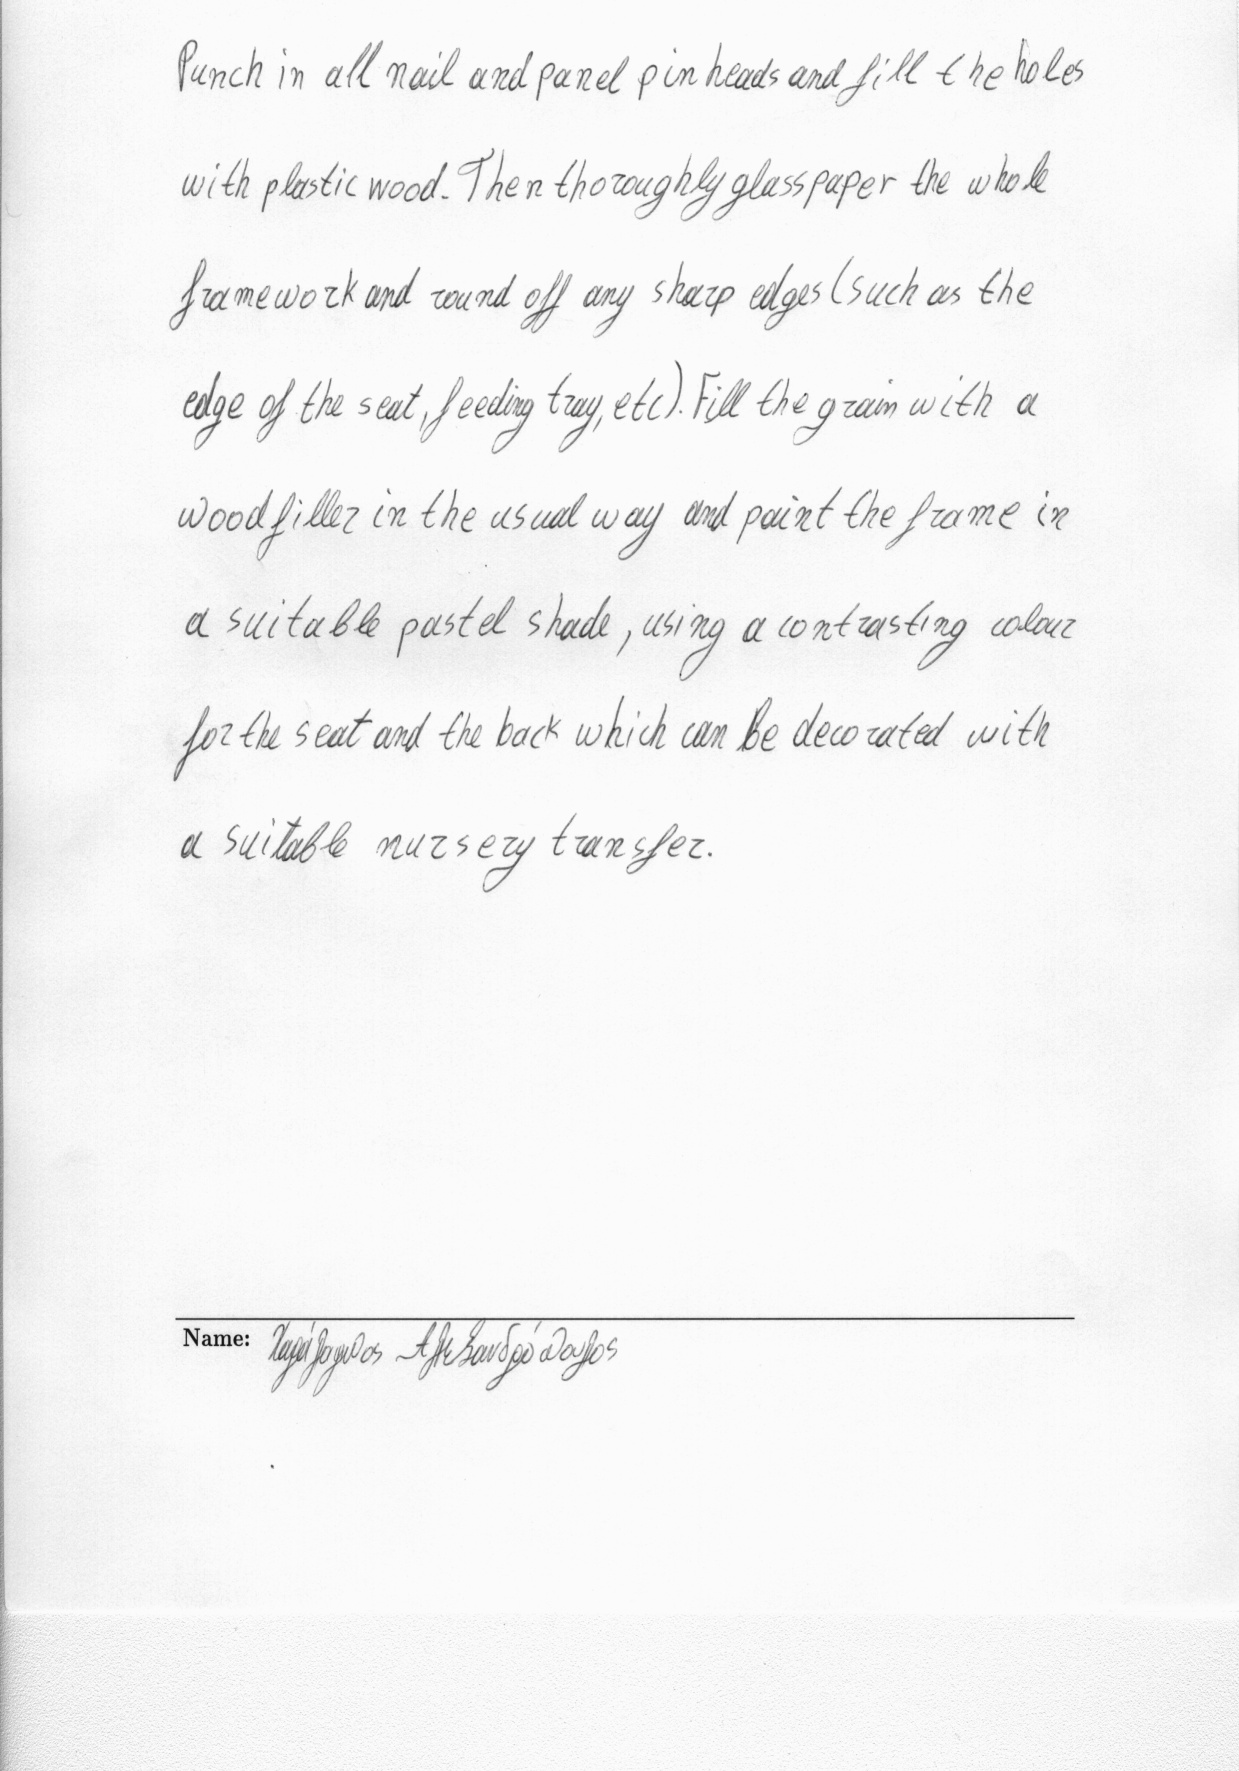 Punch in all nail and panel pin heads and fill the holes
with plastic wood. Then thoroughly glasspaper the whole
framework and round off any sharp edges (such as the
edge of the seat, feeding tray, etc). Fill the grain with a
woodfiller in the usual way and paint the frame in
a suitable pastel shade, using a contrasting colour
for the seat and the back which can be decorated with
a suitable nursery transfer.
Name: Χαράλαμπος Αλεξανδρόπουλος